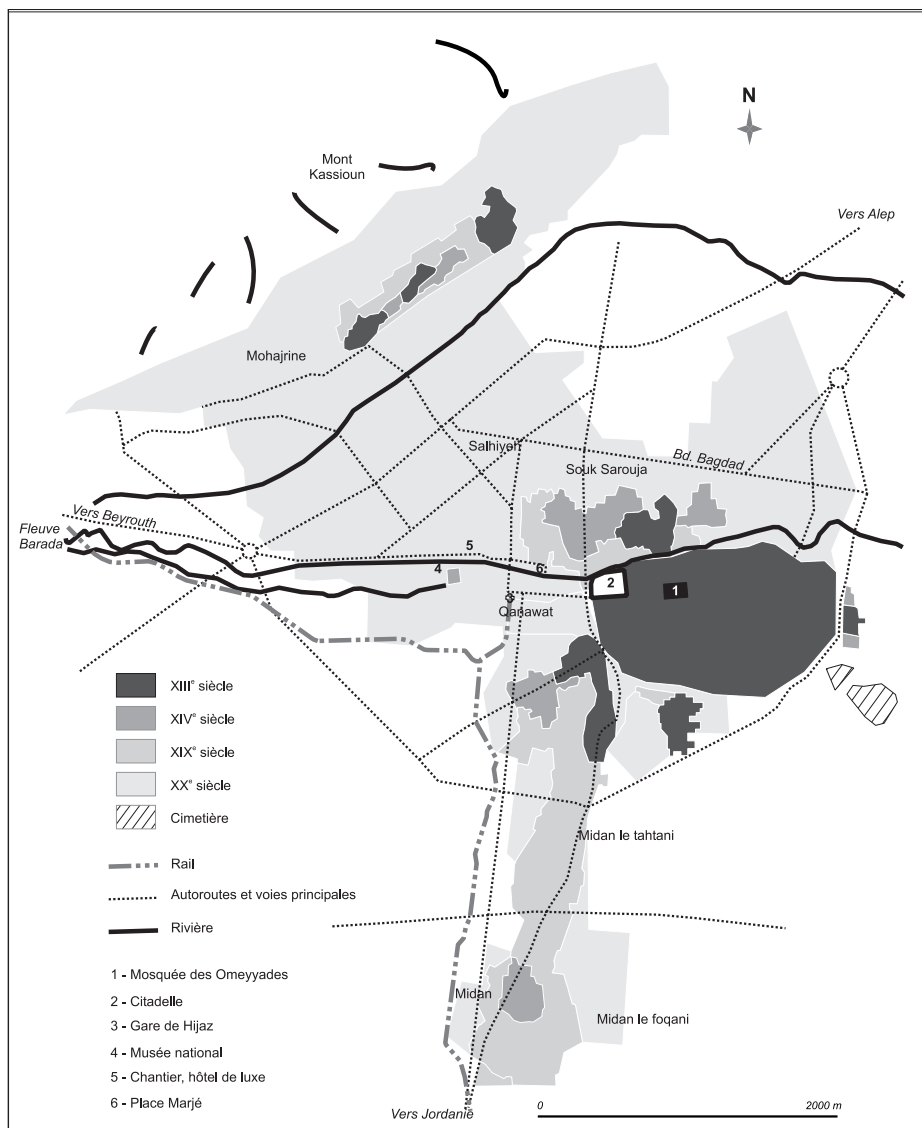 N
Mont
Kassioun
Vers Alep
Mohajrine
Salhiyeh
Bd. Bagdad
Souk Sarouja
Vers Beyrouth
Fleuve
Barada
5
4
6
2
1
3
Qanawat
XIIIe siècle
XIVe siècle
XIXe siècle
XXe siècle
Cimetière
Rail
Autoroutes et voies principales
Rivière
Midan le tahtani
1 - Mosquée des Omeyyades
2 - Citadelle
3 - Gare de Hijaz
4 - Musée national
5 - Chantier, hôtel de luxe
6 - Place Marjé
Midan
Midan le foqani
Vers Jordanie
0
2000 m